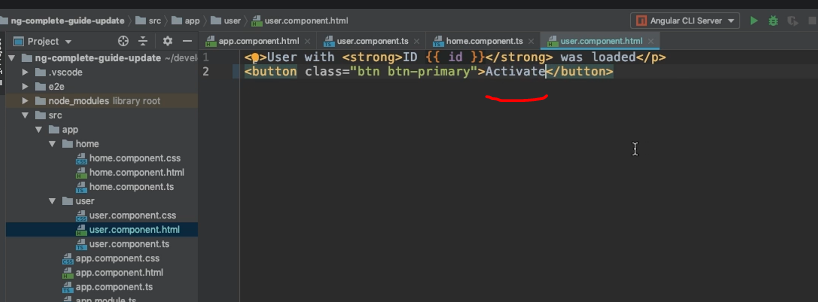 ng-complete-guide-update src app user user.component.html Angular CLI Server
Project app.component.html user.component.ts home.component.ts user.component.html
ng-complete-guide-update ~/devel
.vscode
e2e
node_modules library root
src
app
home
home.component.css
home.component.html
home.component.ts
user
user.component.css
user.component.html
user.component.ts
app.component.css
app.component.html
app.component.ts
app.module.ts
1 >User with <strong>ID {{ id }}</strong> was loaded</p>
2 <button class="btn btn-primary">Activate</button>